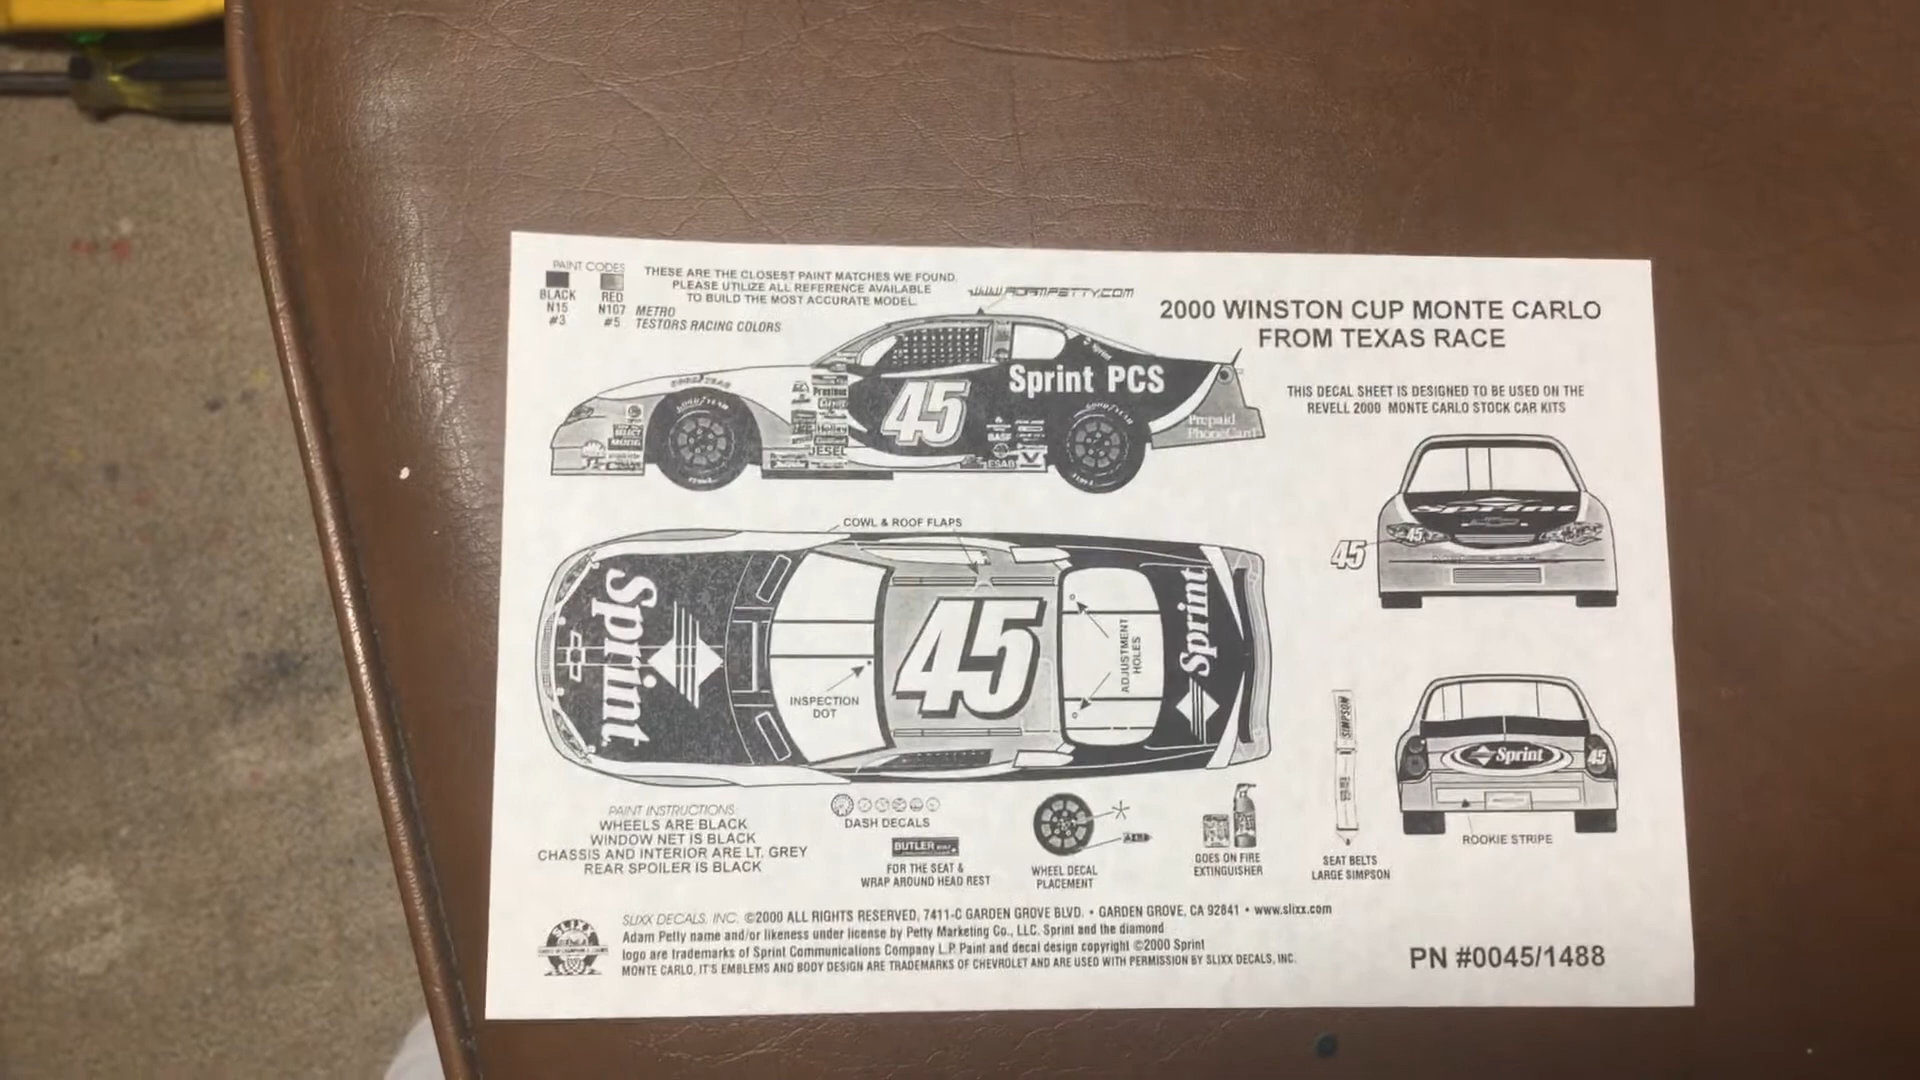 PAINT CODES
BLACK
N15
#3
RED
N107
#5
METRO
TESTORS RACING COLORS
THESE ARE THE CLOSEST PAINT MATCHES WE FOUND.
PLEASE UTILIZE ALL REFERENCE AVAILABLE
TO BUILD THE MOST ACCURATE MODEL.
www.ADAMPETTY.COM
2000 WINSTON CUP MONTE CARLO
FROM TEXAS RACE
THIS DECAL SHEET IS DESIGNED TO BE USED ON THE
REVELL 2000 MONTE CARLO STOCK CAR KITS
Sprint
Sprint PCS
45
Prepaid
PhoneCard
GOODYEAR
Holley
JESEL
BASF
ESAB
COWL & ROOF FLAPS
Sprint
45
Sprint
INSPECTION
DOT
ADJUSTMENT
HOLES
Sprint
45
45
Sprint
45
ROOKIE STRIPE
SIMPSON
SEAT BELTS
LARGE SIMPSON
PAINT INSTRUCTIONS:
WHEELS ARE BLACK
WINDOW NET IS BLACK
CHASSIS AND INTERIOR ARE LT. GREY
REAR SPOILER IS BLACK
DASH DECALS
BUTLER
FOR THE SEAT &
WRAP AROUND HEAD REST
WHEEL DECAL
PLACEMENT
GOES ON FIRE
EXTINGUISHER
SLIXX
SLIXX DECALS, INC. ©2000 ALL RIGHTS RESERVED, 7411-C GARDEN GROVE BLVD. • GARDEN GROVE, CA 92841 • www.slixx.com
Adam Petty name and/or likeness under license by Petty Marketing Co., LLC. Sprint and the diamond
logo are trademarks of Sprint Communications Company L.P. Paint and decal design copyright ©2000 Sprint
MONTE CARLO, IT'S EMBLEMS AND BODY DESIGN ARE TRADEMARKS OF CHEVROLET AND ARE USED WITH PERMISSION BY SLIXX DECALS, INC.
PN #0045/1488